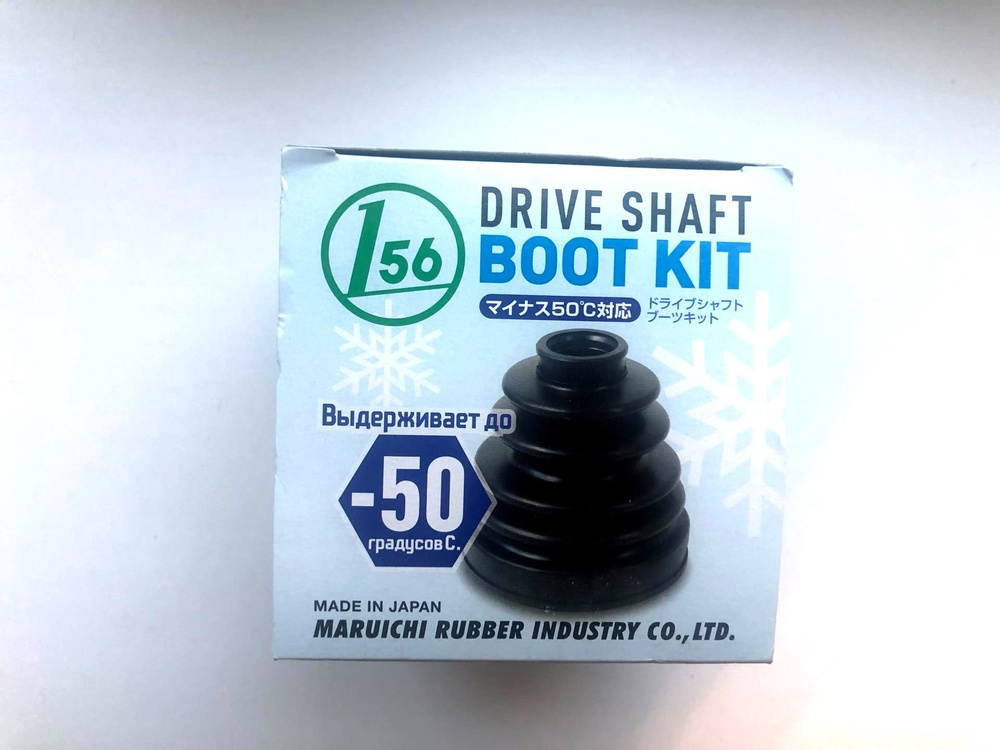 156
DRIVE SHAFT
BOOT KIT
マイナス50℃対応
ドライブシャフト
ブーツキット
Выдерживает до
-50
градусов С.
MADE IN JAPAN
MARUICHI RUBBER INDUSTRY CO.,LTD.